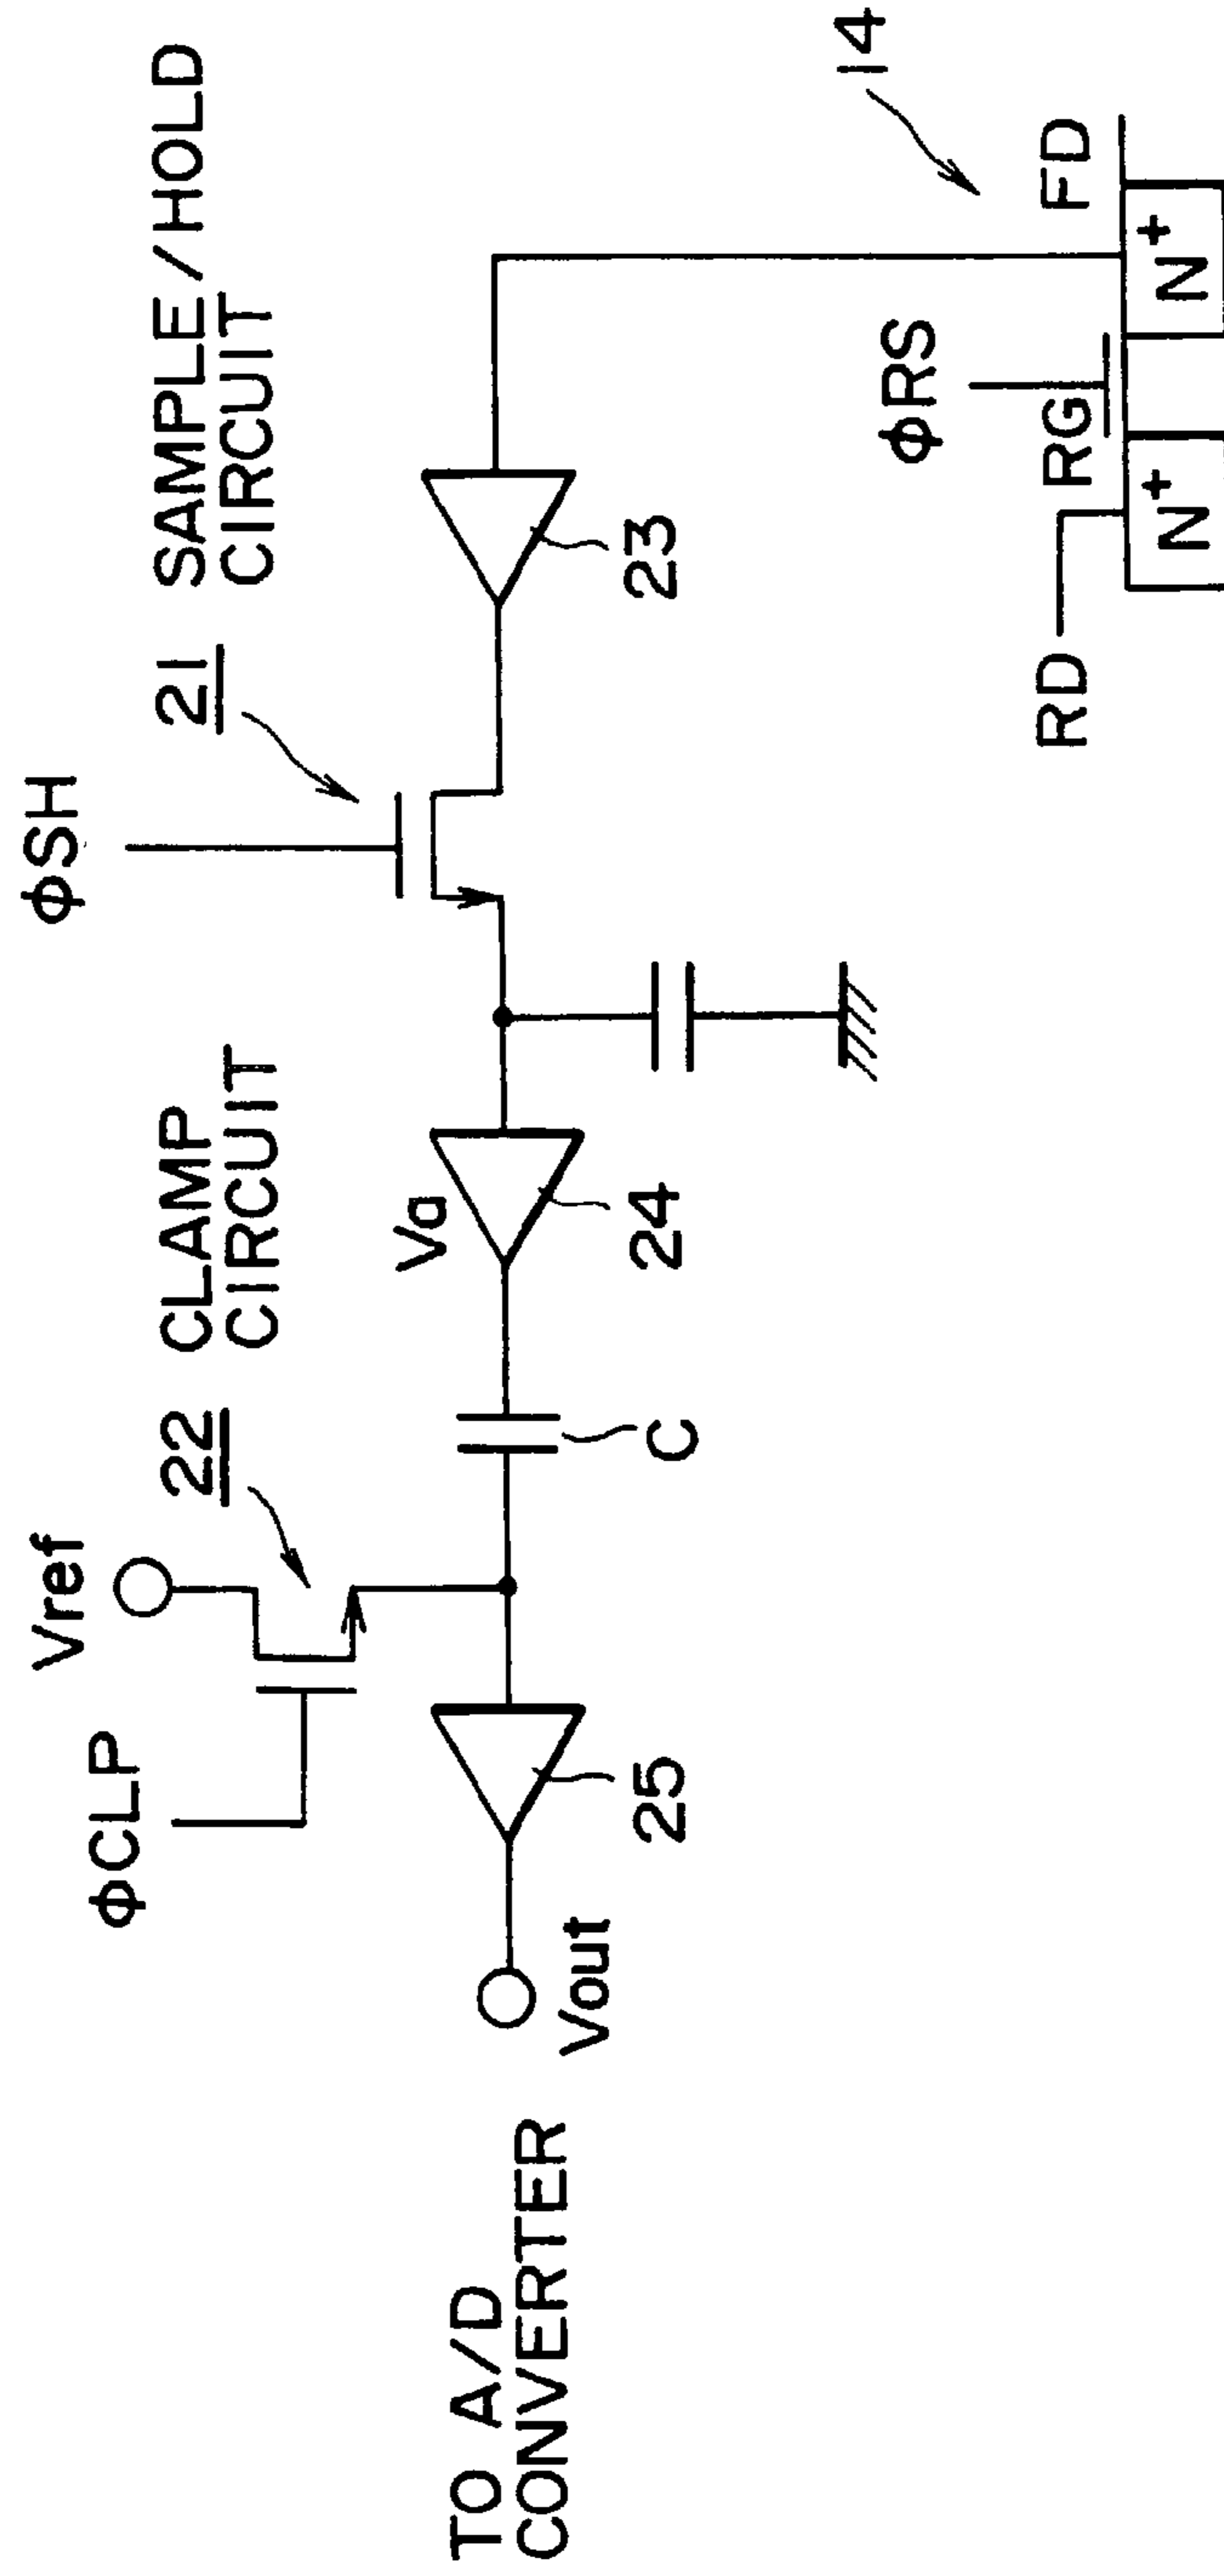 TO A/D
CONVERTER
Vout
ϕCLP
Vref
22 CLAMP
CIRCUIT
25
C
Va
24
ϕSH
21 SAMPLE/HOLD
CIRCUIT
23
14
ϕRS
RD
RG
FD
N+
N+